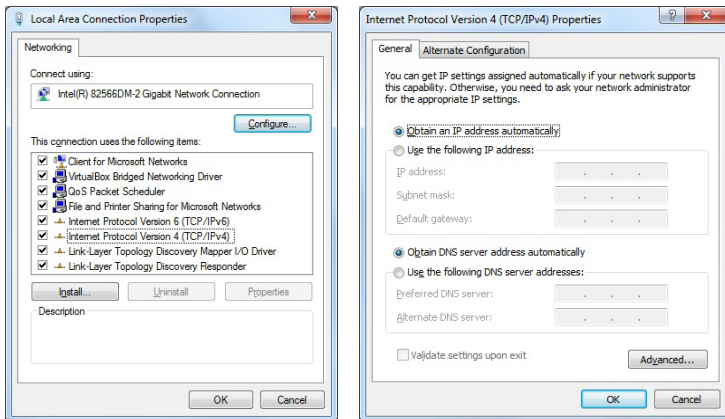 Local Area Connection Properties
Networking
Connect using:
Intel(R) 82566DM-2 Gigabit Network Connection
Configure...
This connection uses the following items:
Client for Microsoft Networks
VirtualBox Bridged Networking Driver
QoS Packet Scheduler
File and Printer Sharing for Microsoft Networks
Internet Protocol Version 6 (TCP/IPv6)
Internet Protocol Version 4 (TCP/IPv4)
Link-Layer Topology Discovery Mapper I/O Driver
Link-Layer Topology Discovery Responder
Install... Uninstall Properties
Description
OK Cancel
Internet Protocol Version 4 (TCP/IPv4) Properties
General Alternate Configuration
You can get IP settings assigned automatically if your network supports
this capability. Otherwise, you need to ask your network administrator
for the appropriate IP settings.
Obtain an IP address automatically
Use the following IP address:
IP address:
Subnet mask:
Default gateway:
Obtain DNS server address automatically
Use the following DNS server addresses:
Preferred DNS server:
Alternate DNS server:
Validate settings upon exit
Advanced...
OK Cancel